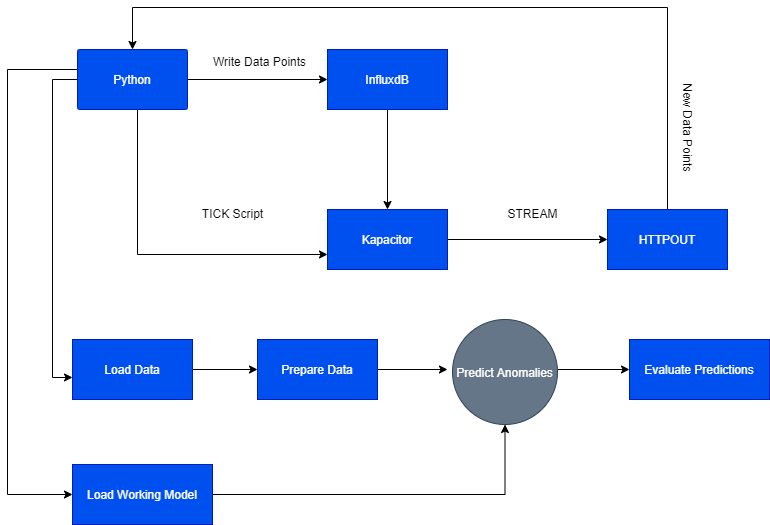 Python
Write Data Points
InfluxdB
New Data Points
TICK Script
STREAM
Kapacitor
HTTPOUT
Load Data
Prepare Data
Predict Anomalies
Evaluate Predictions
Load Working Model